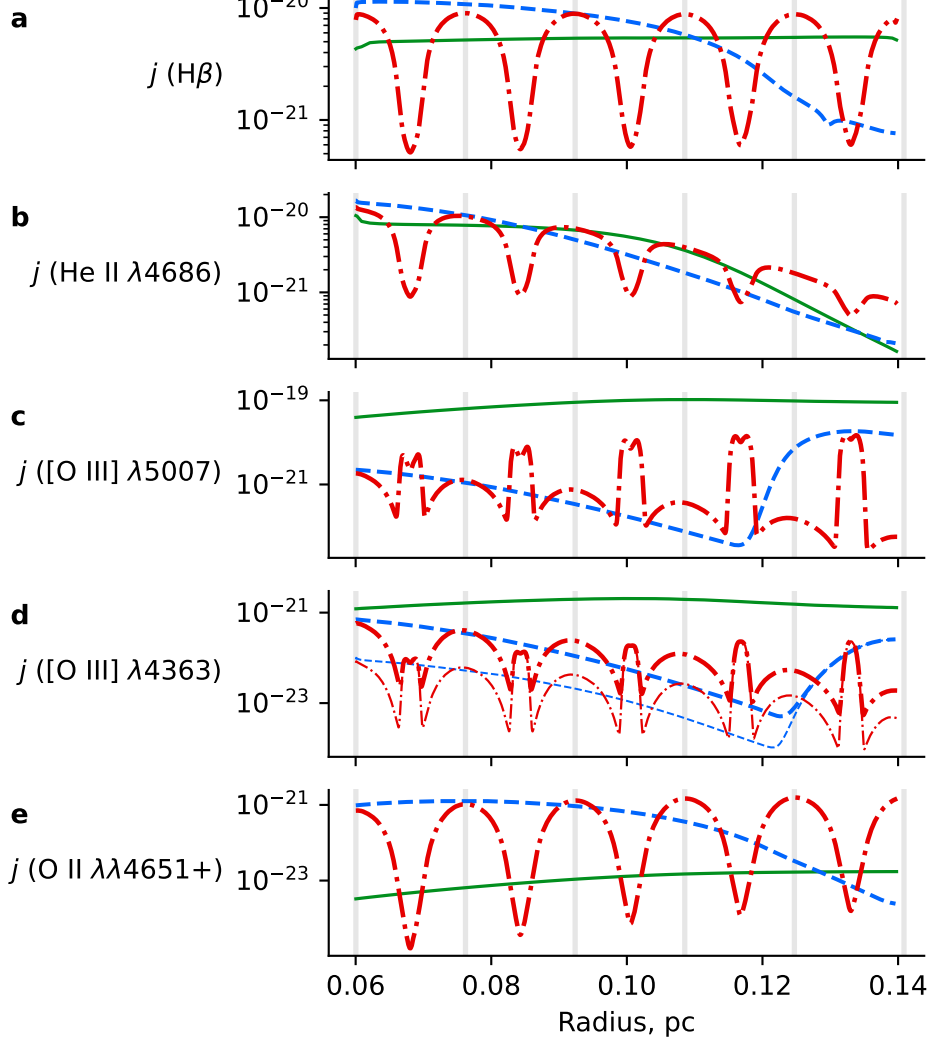 a
j (Hβ)
10⁻²⁰
10⁻²¹
b
j (He II λ4686)
10⁻²⁰
10⁻²¹
c
j ([O III] λ5007)
10⁻¹⁹
10⁻²¹
d
j ([O III] λ4363)
10⁻²¹
10⁻²³
e
j (O II λλ4651+)
10⁻²¹
10⁻²³
0.06 0.08 0.10 0.12 0.14
Radius, pc